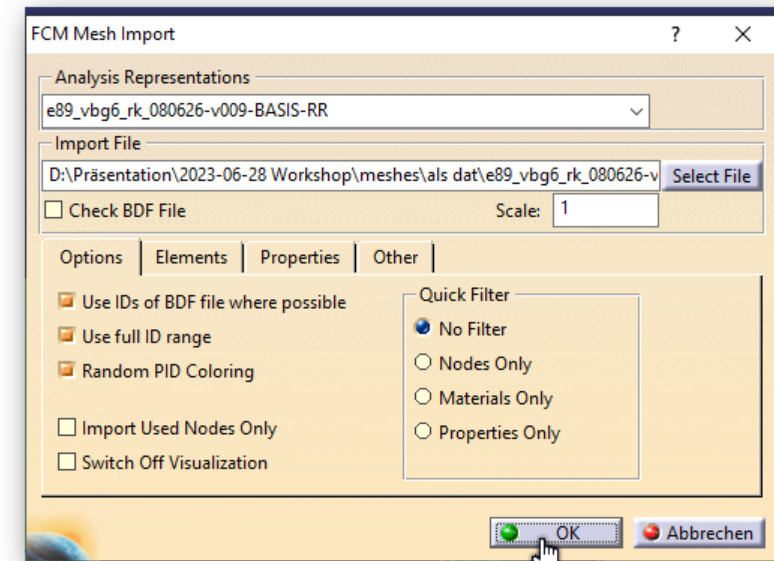 FCM Mesh Import
Analysis Representations
e89_vbg6_rk_080626-v009-BASIS-RR
Import File
D:\Präsentation\2023-06-28 Workshop\meshes\als dat\e89_vbg6_rk_080626-v
Select File
Check BDF File
Scale: 1
Options Elements Properties Other
Use IDs of BDF file where possible
Use full ID range
Random PID Coloring
Import Used Nodes Only
Switch Off Visualization
Quick Filter
No Filter
Nodes Only
Materials Only
Properties Only
OK Abbrechen